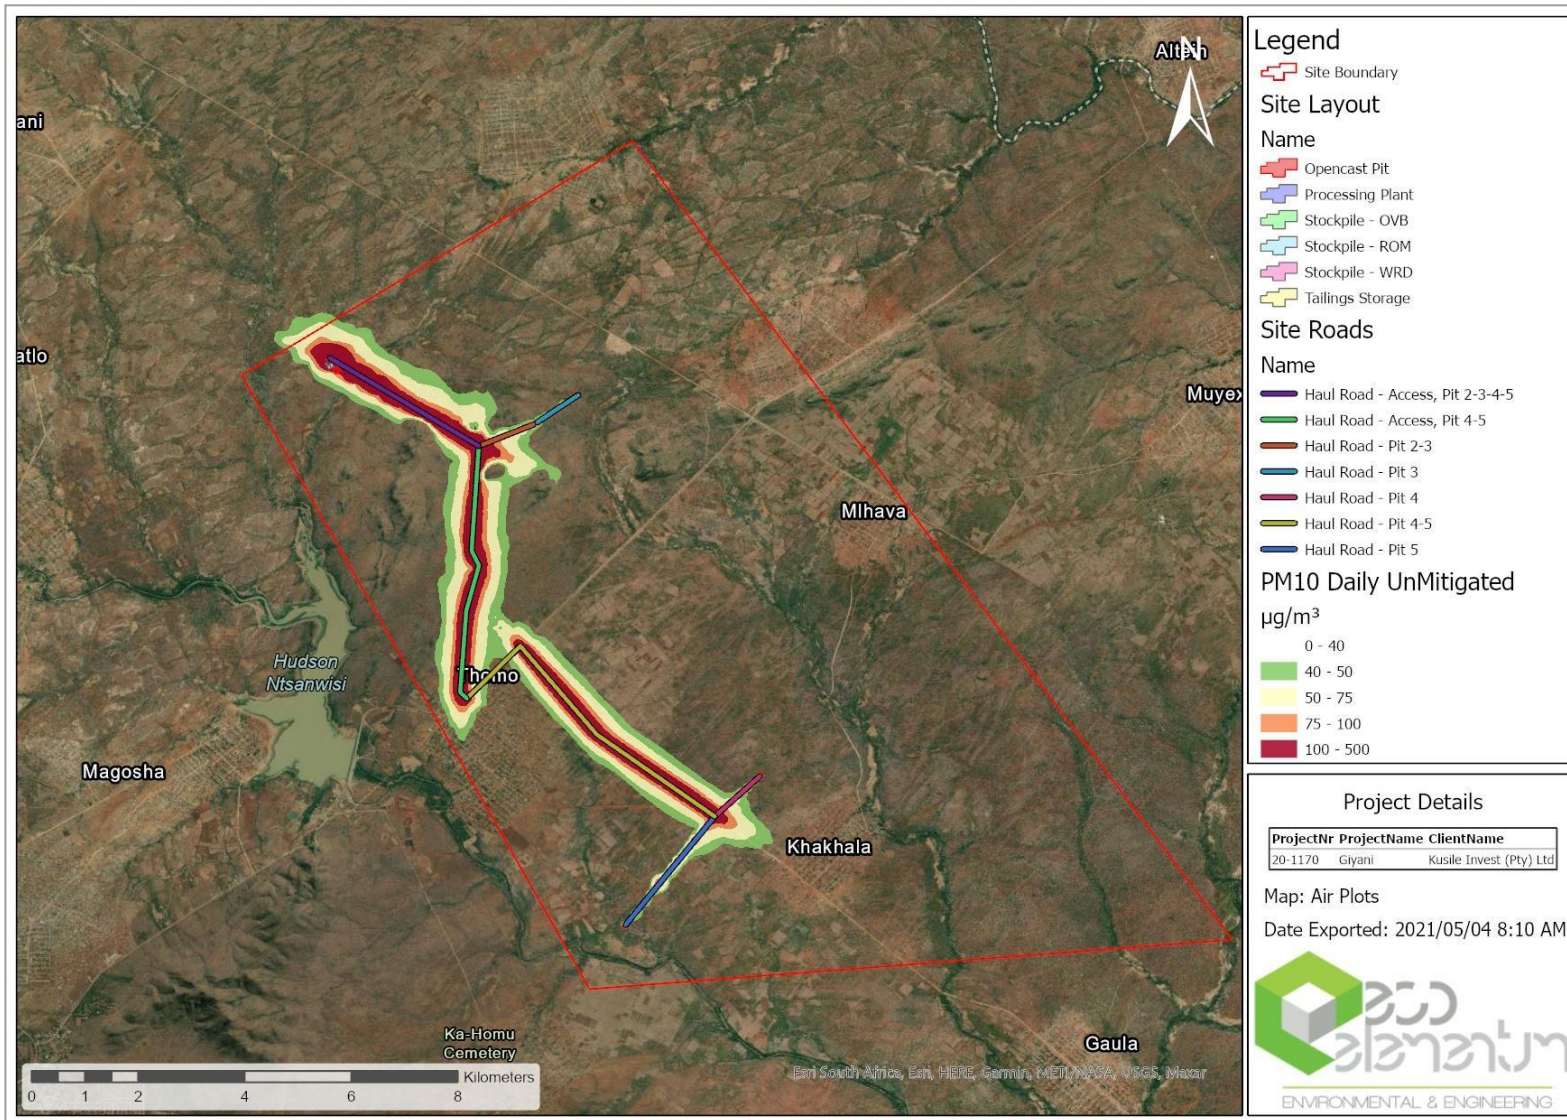 Altein
N
ani
atlo
Muyex
Mlhava
Hudson
Ntsanwisi
Thomo
Magosha
Khakhala
Ka-Homu
Cemetery
Gaula
Kilometers
0 1 2 4 6 8
Esri South Africa, Esri, HERE, Garmin, METI/NASA, USGS, Maxar
Legend
Site Boundary
Site Layout
Name
Opencast Pit
Processing Plant
Stockpile - OVB
Stockpile - ROM
Stockpile - WRD
Tailings Storage
Site Roads
Name
Haul Road - Access, Pit 2-3-4-5
Haul Road - Access, Pit 4-5
Haul Road - Pit 2-3
Haul Road - Pit 3
Haul Road - Pit 4
Haul Road - Pit 4-5
Haul Road - Pit 5
PM10 Daily UnMitigated
µg/m³
0 - 40
40 - 50
50 - 75
75 - 100
100 - 500
Project Details
ProjectNr ProjectName ClientName
20-1170 Giyani Kusile Invest (Pty) Ltd
Map: Air Plots
Date Exported: 2021/05/04 8:10 AM
eco
elementum
ENVIRONMENTAL & ENGINEERING